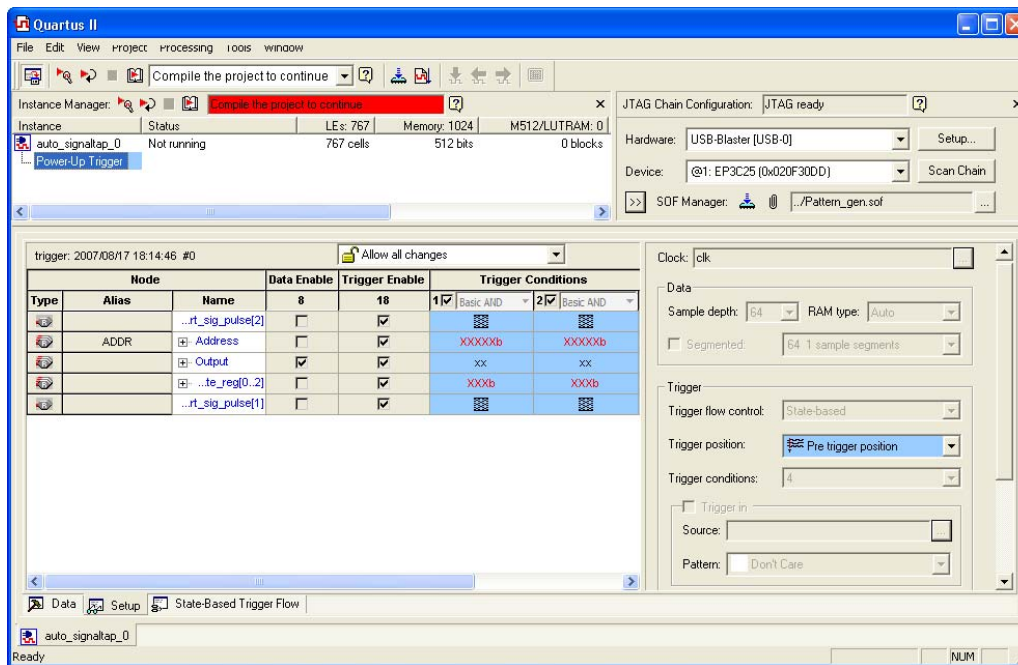 Quartus II
File Edit View Project Processing Tools Window
Compile the project to continue
Instance Manager: Compile the project to continue
Instance Status LEs: 767 Memory: 1024 M512/LUTRAM: 0
auto_signaltap_0 Not running 767 cells 512 bits 0 blocks
Power-Up Trigger
JTAG Chain Configuration: JTAG ready
Hardware: USB-Blaster [USB-0] Setup...
Device: @1: EP3C25 (0x020F30DD) Scan Chain
>> SOF Manager: ../Pattern_gen.sof ...
trigger: 2007/08/17 18:14:46 #0 Allow all changes
Node Data Enable Trigger Enable Trigger Conditions
Type Alias Name 8 18 1 Basic AND 2 Basic AND
...rt_sig_pulse[2]
ADDR Address XXXXXb XXXXXb
Output XX XX
...te_reg[0..2] XXXb XXXb
...rt_sig_pulse[1]
Clock: clk ...
Data
Sample depth: 64 RAM type: Auto
Segmented: 64 1 sample segments
Trigger
Trigger flow control: State-based
Trigger position: Pre trigger position
Trigger conditions: 4
Trigger in
Source: ...
Pattern: Don't Care
Data Setup State-Based Trigger Flow
auto_signaltap_0
Ready NUM